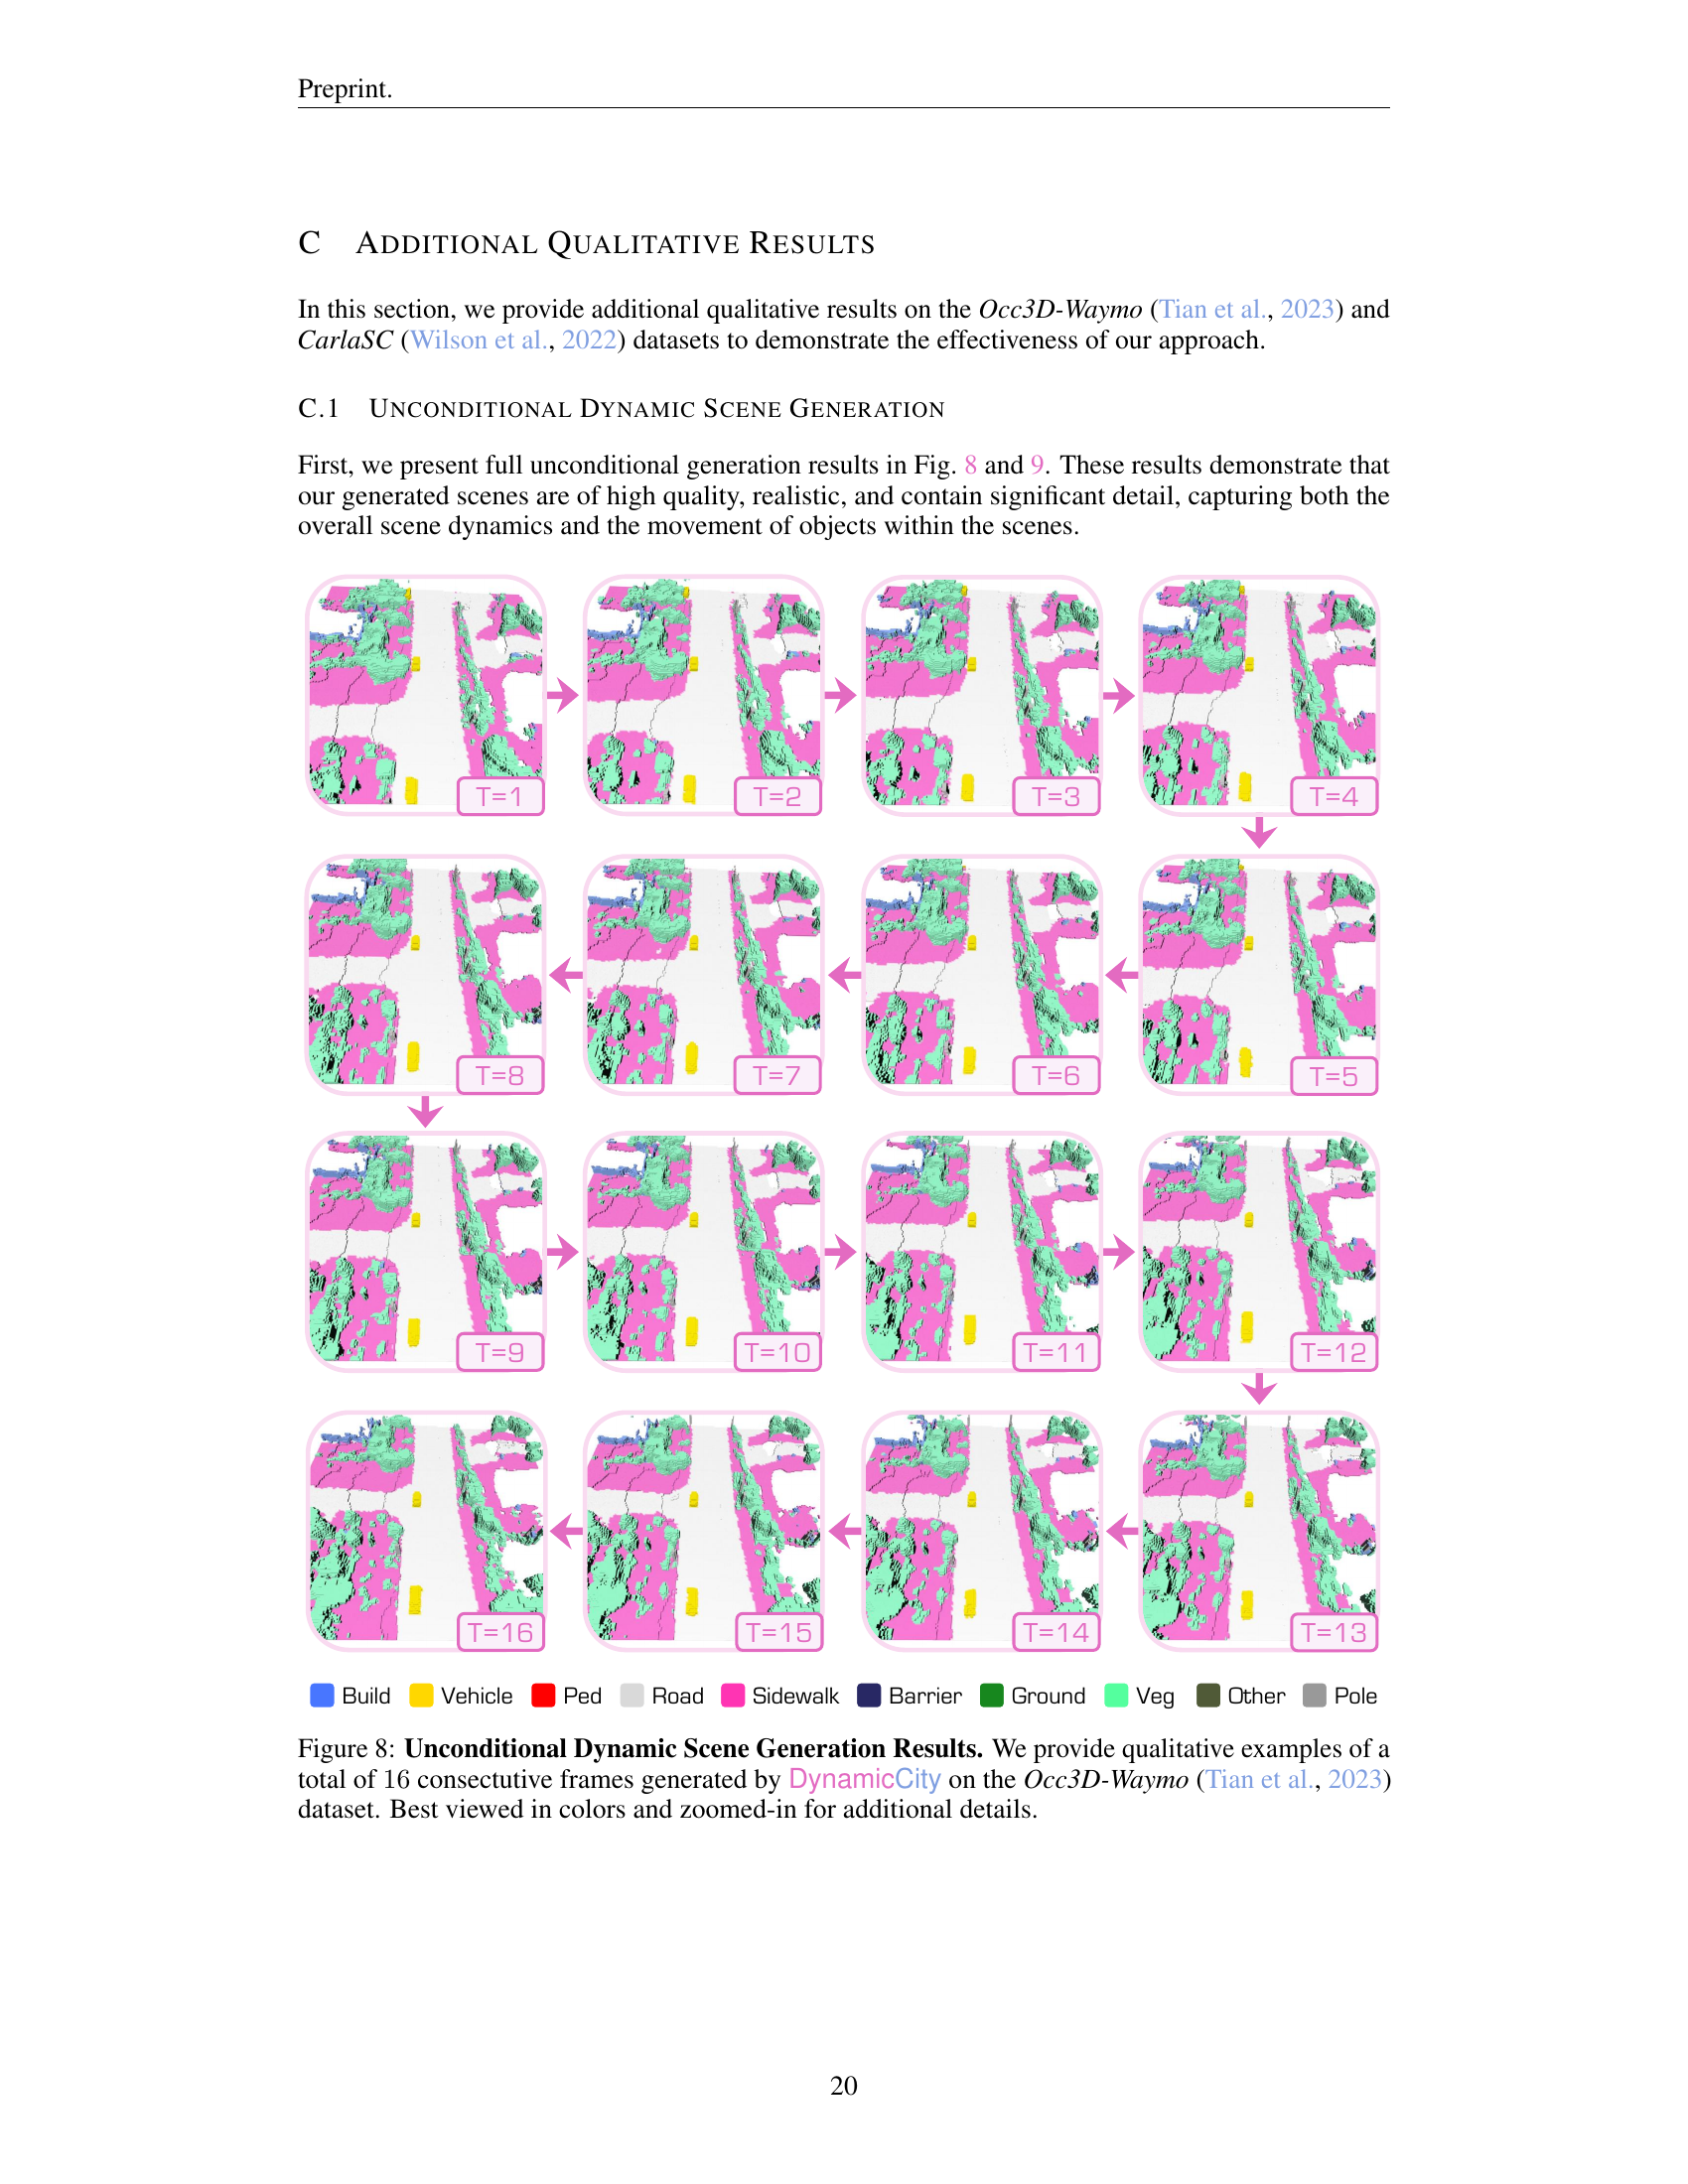 Preprint.
C ADDITIONAL QUALITATIVE RESULTS
In this section, we provide additional qualitative results on the Occ3D-Waymo (Tian et al., 2023) and
CarlaSC (Wilson et al., 2022) datasets to demonstrate the effectiveness of our approach.
C.1 UNCONDITIONAL DYNAMIC SCENE GENERATION
First, we present full unconditional generation results in Fig. 8 and 9. These results demonstrate that
our generated scenes are of high quality, realistic, and contain significant detail, capturing both the
overall scene dynamics and the movement of objects within the scenes.
T=1 T=2 T=3 T=4
T=8 T=7 T=6 T=5
T=9 T=10 T=11 T=12
T=16 T=15 T=14 T=13
Build Vehicle Ped Road Sidewalk Barrier Ground Veg Other Pole
Figure 8: Unconditional Dynamic Scene Generation Results. We provide qualitative examples of a
total of 16 consectutive frames generated by DynamicCity on the Occ3D-Waymo (Tian et al., 2023)
dataset. Best viewed in colors and zoomed-in for additional details.
20